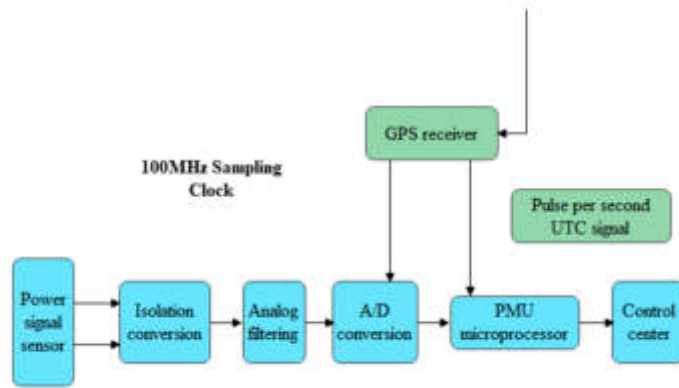 GPS receiver
100MHz Sampling
Clock
Pulse per second
UTC signal
Power
signal
sensor
Isolation
conversion
Analog
filtering
A/D
conversion
PMU
microprocessor
Control
center